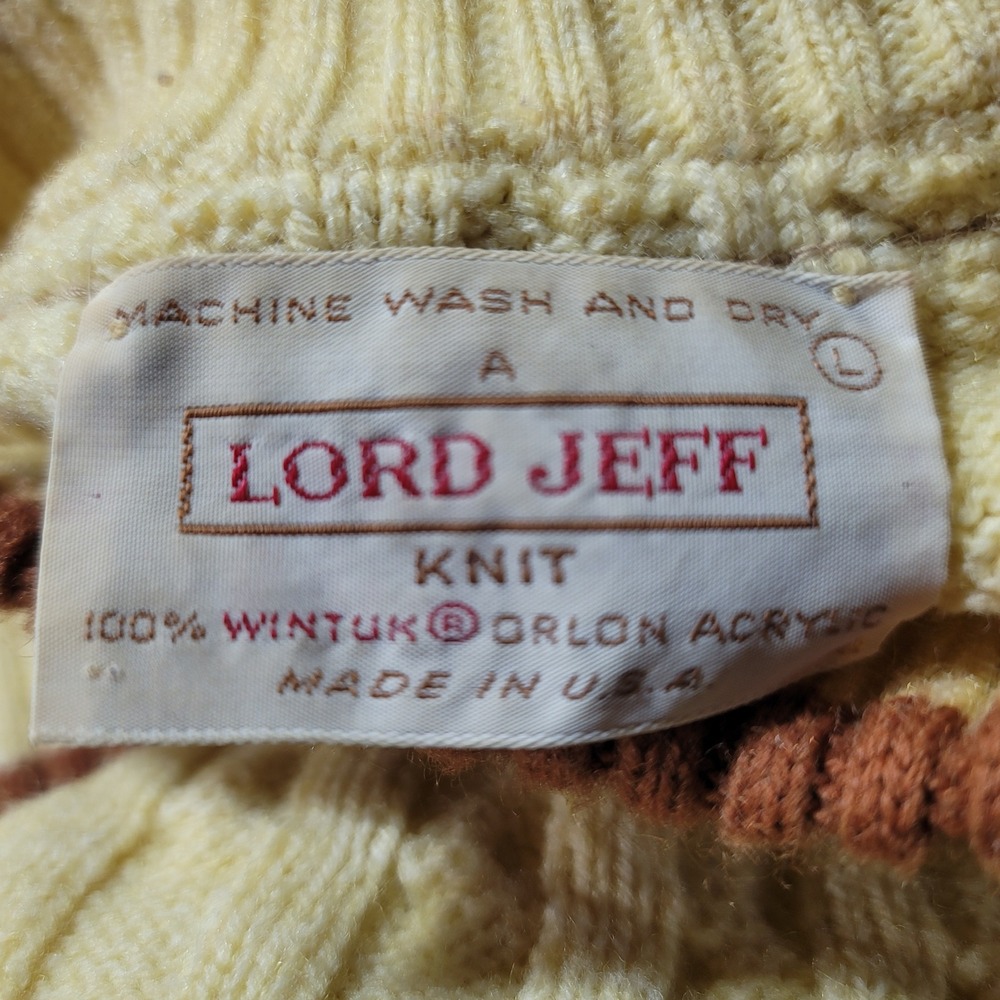 MACHINE WASH AND DRY
L
A
LORD JEFF
KNIT
100% WINTUK® ORLON ACRYLIC
MADE IN U.S.A.